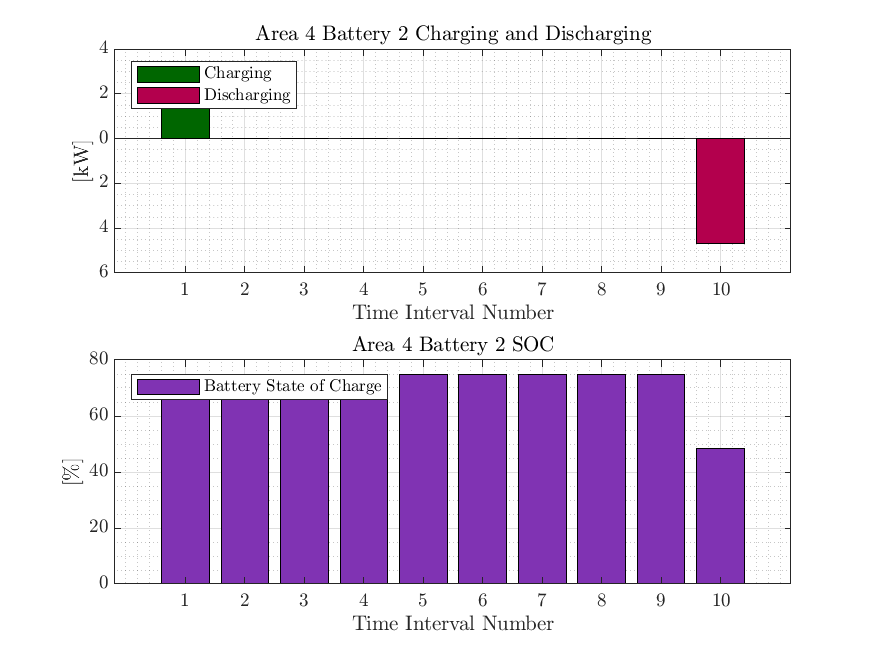 Area 4 Battery 2 Charging and Discharging
4
2
0
2
4
6
[kW]
Charging
Discharging
1 2 3 4 5 6 7 8 9 10
Time Interval Number
Area 4 Battery 2 SOC
80
60
40
20
0
[%]
Battery State of Charge
1 2 3 4 5 6 7 8 9 10
Time Interval Number